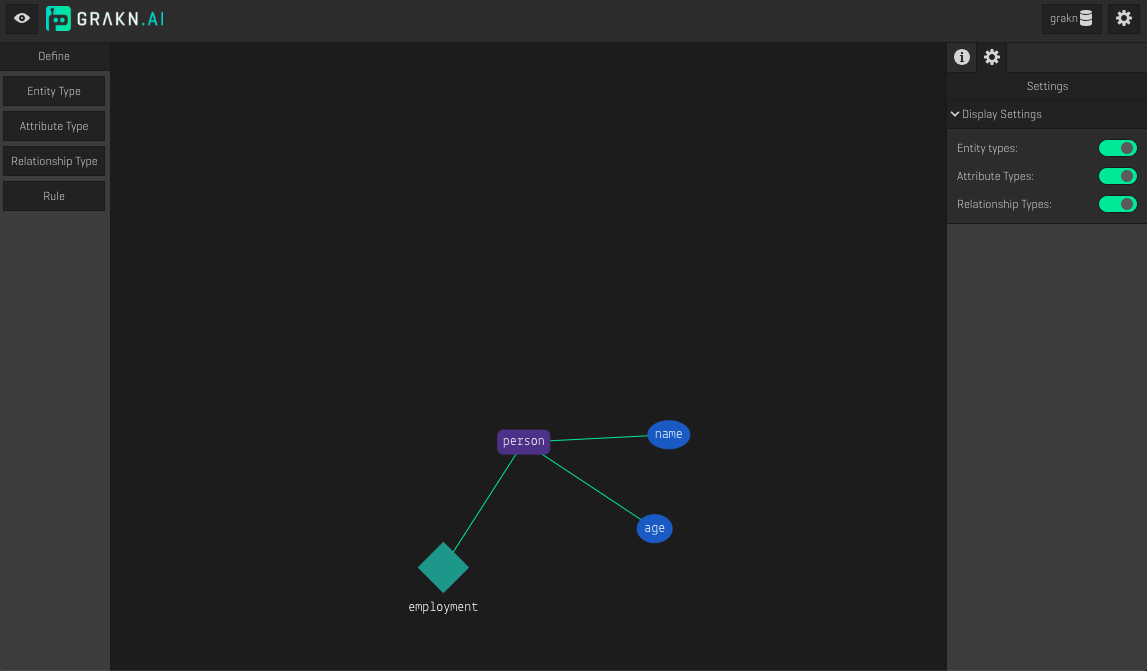 GRAKN.AI
grakn
Define
Entity Type
Attribute Type
Relationship Type
Rule
Settings
Display Settings
Entity types:
Attribute Types:
Relationship Types:
person
name
age
employment